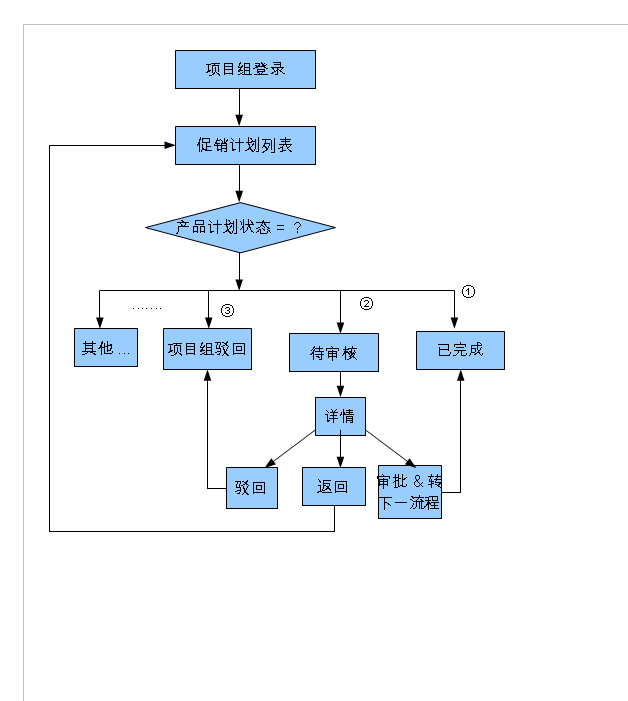 项目组登录
促销计划列表
产品计划状态 = ?
.......
③
②
①
其他 ...
项目组驳回
待审核
已完成
详情
驳回
返回
审批 & 转
下一流程